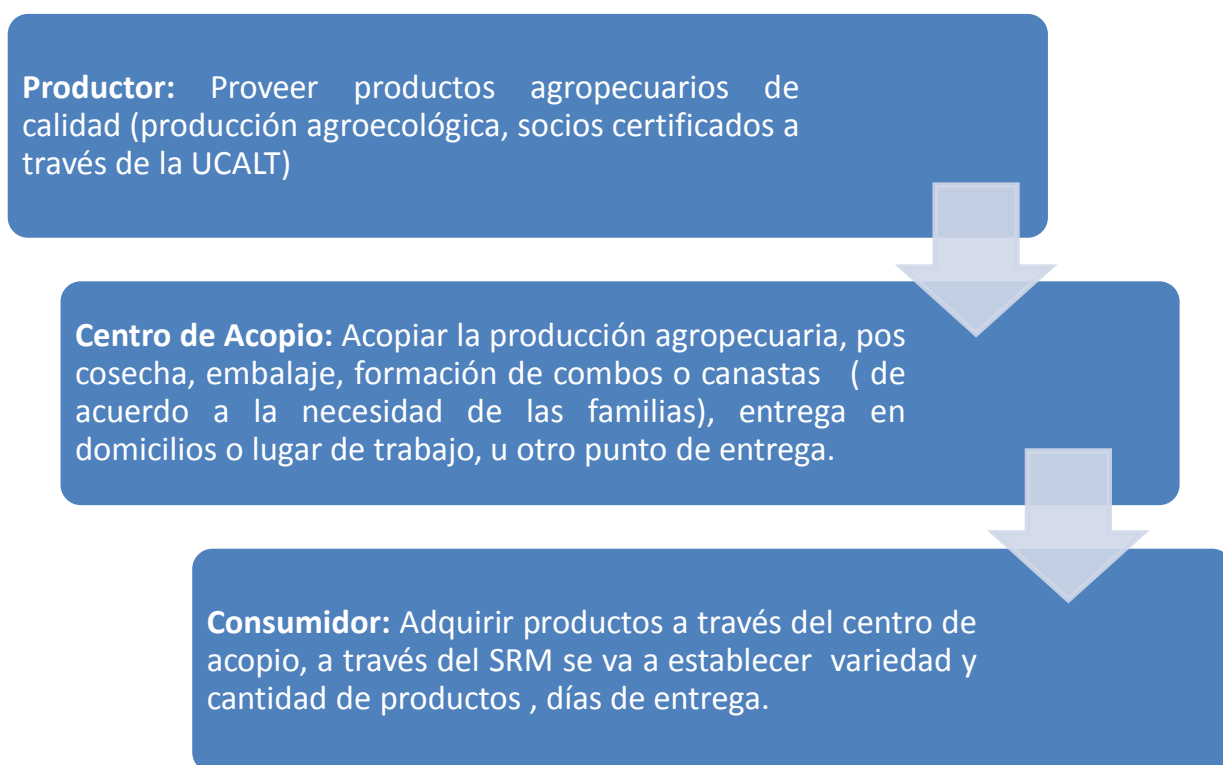 Productor: Proveer productos agropecuarios de
calidad (producción agroecológica, socios certificados a
través de la UCALT)
Centro de Acopio: Acopiar la producción agropecuaria, pos
cosecha, embalaje, formación de combos o canastas ( de
acuerdo a la necesidad de las familias), entrega en
domicilios o lugar de trabajo, u otro punto de entrega.
Consumidor: Adquirir productos a través del centro de
acopio, a través del SRM se va a establecer variedad y
cantidad de productos , días de entrega.